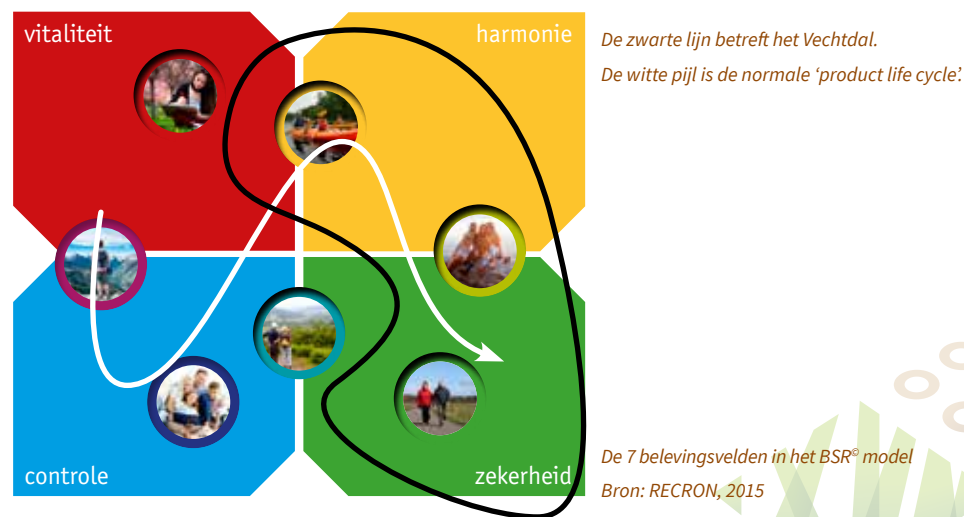 vitaliteit
harmonie
De zwarte lijn betreft het Vechtdal.
De witte pijl is de normale ‘product life cycle’.
controle
zekerheid
De 7 belevingsvelden in het BSR© model
Bron: RECRON, 2015